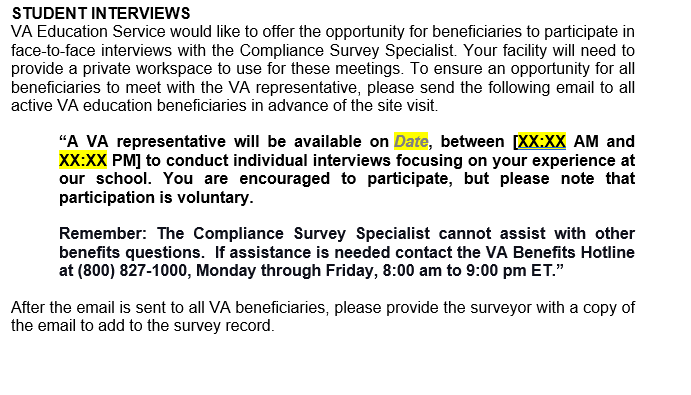 STUDENT INTERVIEWS
VA Education Service would like to offer the opportunity for beneficiaries to participate in
face-to-face interviews with the Compliance Survey Specialist. Your facility will need to
provide a private workspace to use for these meetings. To ensure an opportunity for all
beneficiaries to meet with the VA representative, please send the following email to all
active VA education beneficiaries in advance of the site visit.
“A VA representative will be available on Date, between [XX:XX AM and
XX:XX PM] to conduct individual interviews focusing on your experience at
our school. You are encouraged to participate, but please note that
participation is voluntary.
Remember: The Compliance Survey Specialist cannot assist with other
benefits questions. If assistance is needed contact the VA Benefits Hotline
at (800) 827-1000, Monday through Friday, 8:00 am to 9:00 pm ET.”
After the email is sent to all VA beneficiaries, please provide the surveyor with a copy of
the email to add to the survey record.